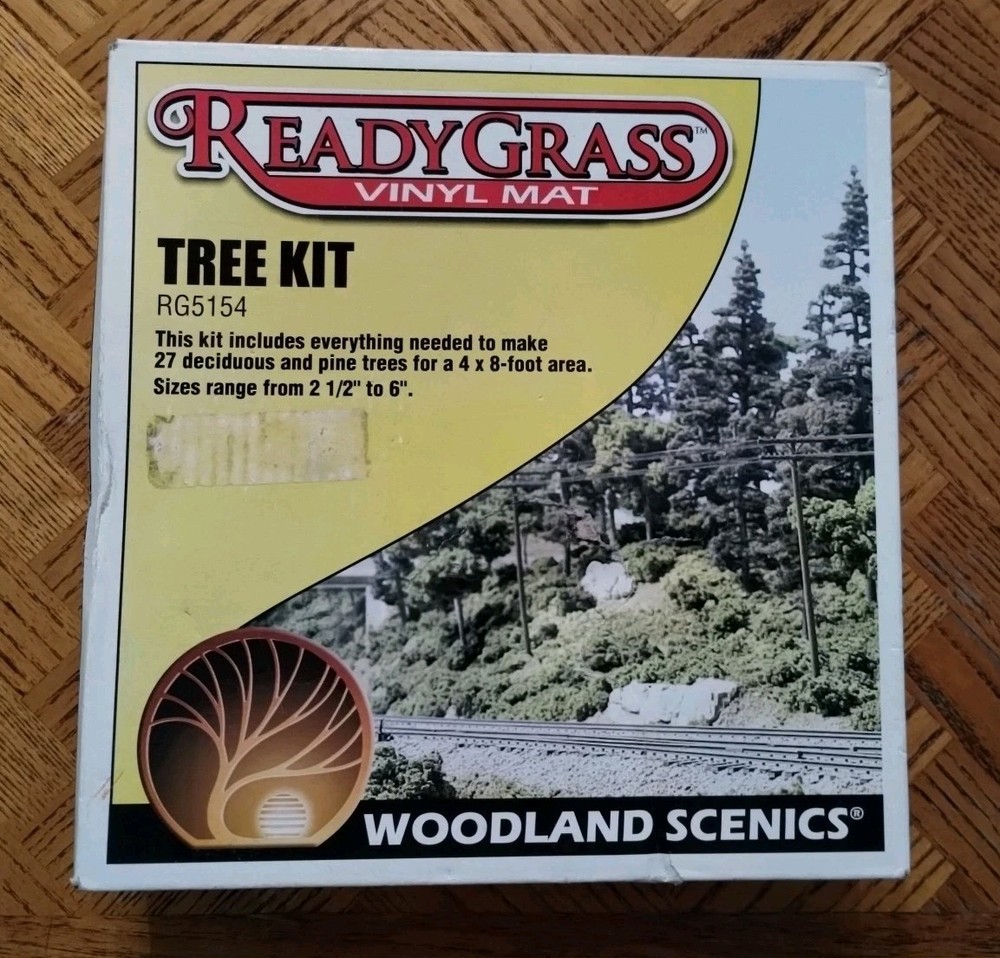 READYGRASS™
VINYL MAT
TREE KIT
RG5154
This kit includes everything needed to make
27 deciduous and pine trees for a 4 x 8-foot area.
Sizes range from 2 1/2" to 6".
WOODLAND SCENICS®